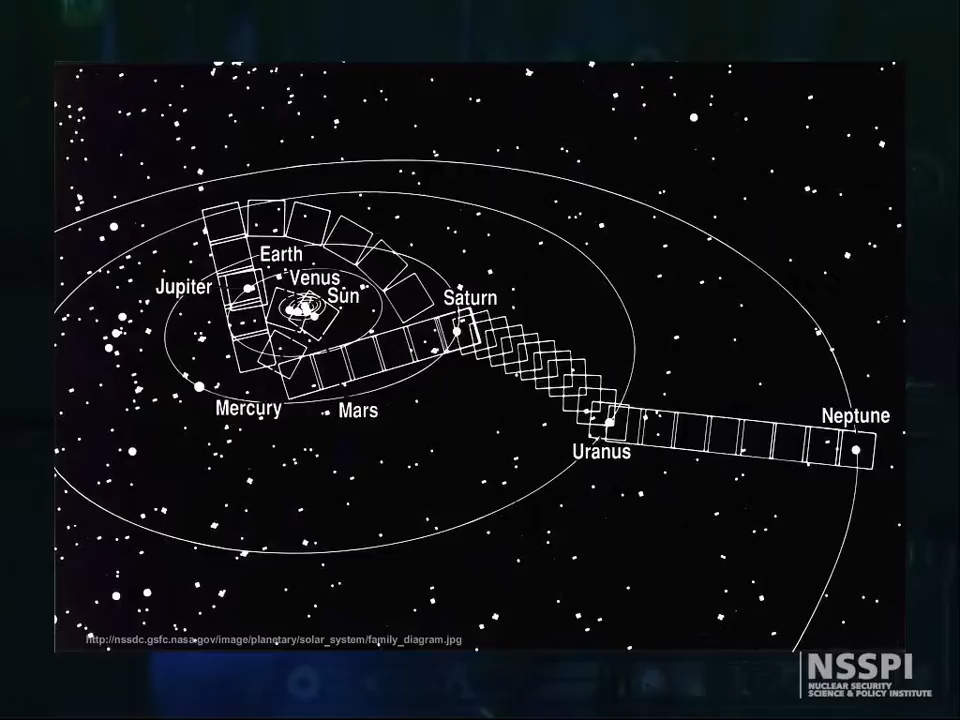 Earth
Venus
Jupiter
Sun
Saturn
Mercury
Mars
Neptune
Uranus
http://nssdc.gsfc.nasa.gov/image/planetary/solar_system/family_diagram.jpg
NSSPI
NUCLEAR SECURITY
SCIENCE & POLICY INSTITUTE